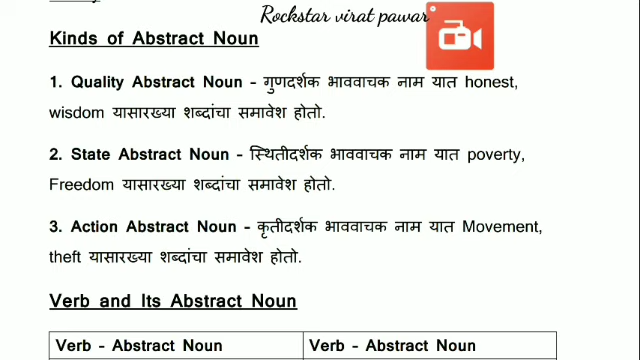 Rockstar virat pawar
Kinds of Abstract Noun
1. Quality Abstract Noun – गुणदर्शक भाववाचक नाम यात honest,
wisdom यासारख्या शब्दांचा समावेश होतो.
2. State Abstract Noun – स्थितीदर्शक भाववाचक नाम यात poverty,
Freedom यासारख्या शब्दांचा समावेश होतो.
3. Action Abstract Noun – कृतीदर्शक भाववाचक नाम यात Movement,
theft यासारख्या शब्दांचा समावेश होतो.
Verb and Its Abstract Noun
Verb – Abstract Noun Verb – Abstract Noun